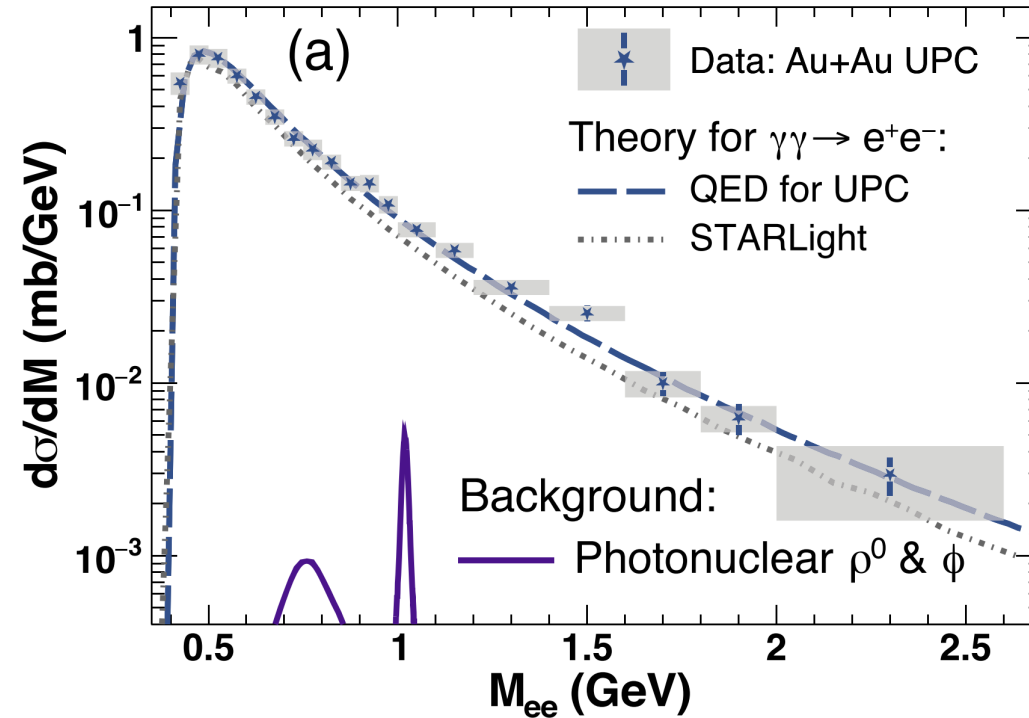 (a)
Data: Au+Au UPC
Theory for γγ→ e⁺e⁻:
QED for UPC
STARLight
Background:
Photonuclear ρ⁰ & ϕ
dσ/dM (mb/GeV)
1
10⁻¹
10⁻²
10⁻³
0.5 1 1.5 2 2.5
Mₑₑ (GeV)